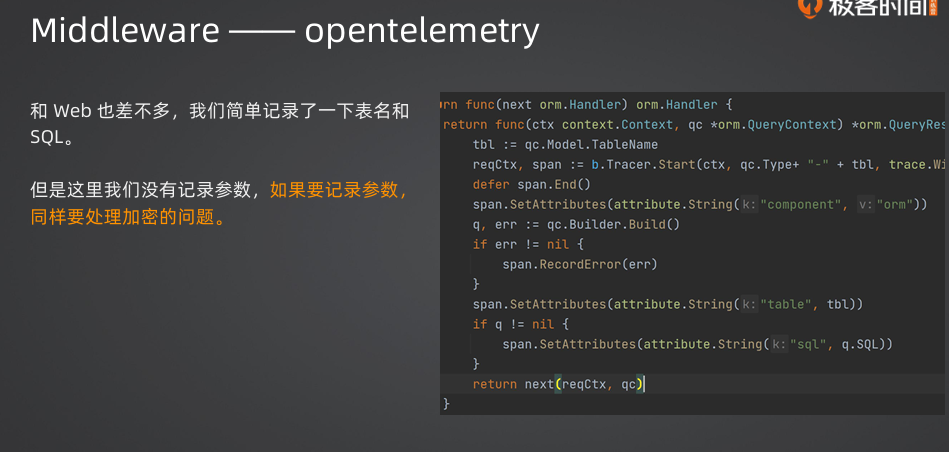 极客时间
Middleware —— opentelemetry
和 Web 也差不多，我们简单记录了一下表名和
SQL。
但是这里我们没有记录参数，如果要记录参数，
同样要处理加密的问题。
rn func(next orm.Handler) orm.Handler {
return func(ctx context.Context, qc *orm.QueryContext) *orm.QueryRes
tbl := qc.Model.TableName
reqCtx, span := b.Tracer.Start(ctx, qc.Type+ "-" + tbl, trace.Wi
defer span.End()
span.SetAttributes(attribute.String(k: "component", v: "orm"))
q, err := qc.Builder.Build()
if err != nil {
span.RecordError(err)
}
span.SetAttributes(attribute.String(k: "table", tbl))
if q != nil {
span.SetAttributes(attribute.String(k: "sql", q.SQL))
}
return next(reqCtx, qc)
}